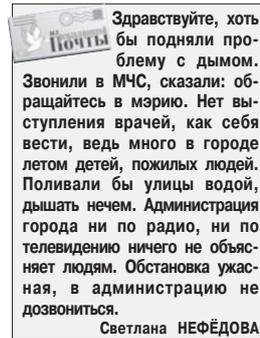 ИЗ
Почты
Здравствуйте, хоть
бы подняли про-
блему с дымом.
Звонили в МЧС, сказали: об-
ращайтесь в мэрию. Нет вы-
ступления врачей, как себя
вести, ведь много в городе
летом детей, пожилых людей.
Поливали бы улицы водой,
дышать нечем. Администрация
города ни по радио, ни по
телевидению ничего не объяс-
няет людям. Обстановка ужас-
ная, в администрацию не
дозвониться.
Светлана НЕФЁДОВА